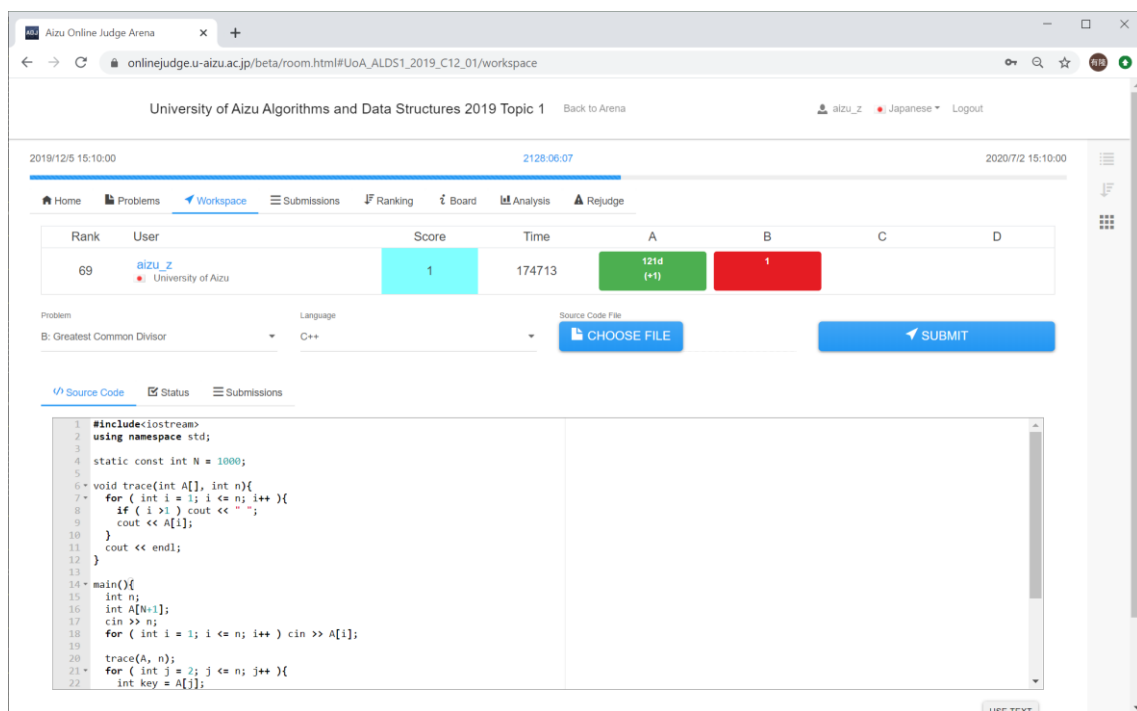 AOJ Aizu Online Judge Arena
onlinejudge.u-aizu.ac.jp/beta/room.html#UoA_ALDS1_2019_C12_01/workspace 有隆
University of Aizu Algorithms and Data Structures 2019 Topic 1 Back to Arena aizu_z Japanese Logout
2019/12/5 15:10:00 2128:06:07 2020/7/2 15:10:00
Home Problems Workspace Submissions Ranking Board Analysis Rejudge
Rank User Score Time A B C D
69 aizu_z University of Aizu 1 174713 121d (+1) 1
Problem Language Source Code File
B: Greatest Common Divisor C++ CHOOSE FILE SUBMIT
Source Code Status Submissions
1 #include<iostream>
2 using namespace std;
3
4 static const int N = 1000;
5
6 void trace(int A[], int n){
7 for ( int i = 1; i <= n; i++ ){
8 if ( i >1 ) cout << " ";
9 cout << A[i];
10 }
11 cout << endl;
12 }
13
14 main(){
15 int n;
16 int A[N+1];
17 cin >> n;
18 for ( int i = 1; i <= n; i++ ) cin >> A[i];
19
20 trace(A, n);
21 for ( int j = 2; j <= n; j++ ){
22 int key = A[j];
USE TEXT